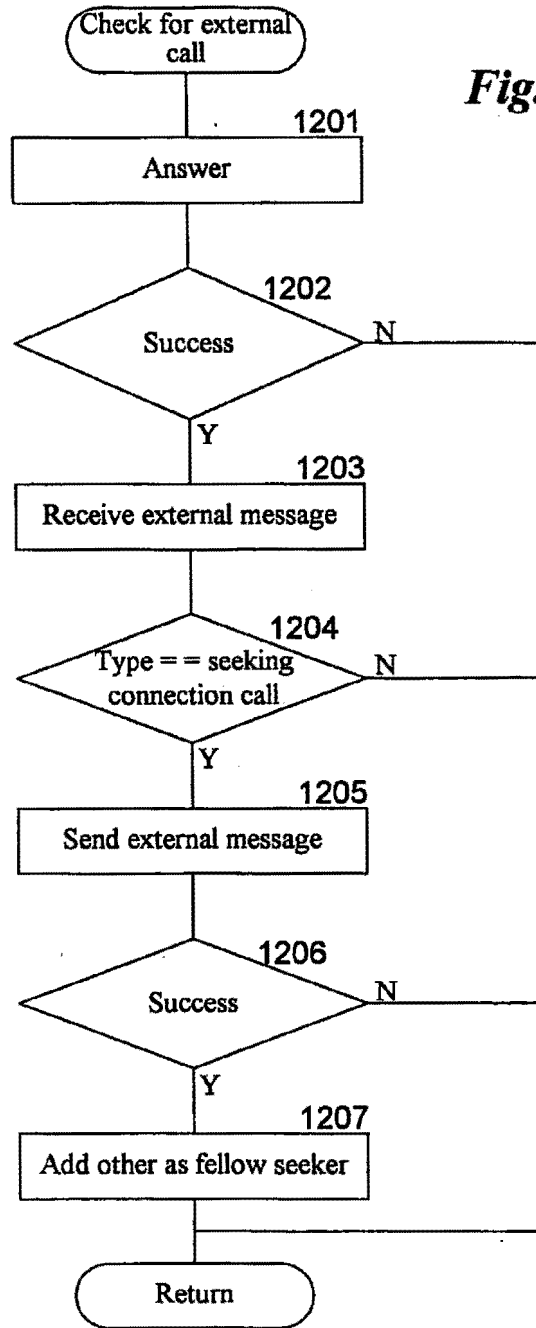 Check for external
call
Fig.
1201
Answer
1202
Success
N
Y
1203
Receive external message
1204
Type = = seeking
connection call
N
Y
1205
Send external message
1206
Success
N
Y
1207
Add other as fellow seeker
Return